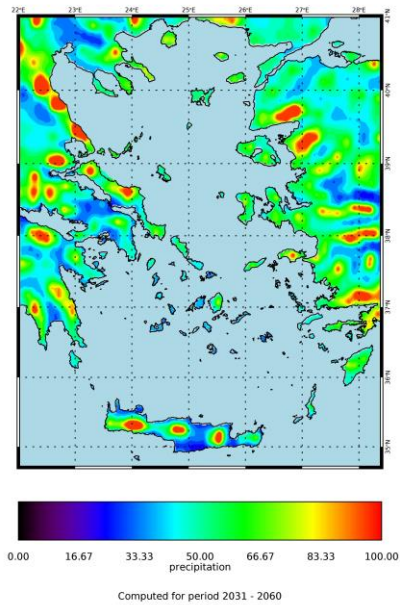 22°E 23°E 24°E 25°E 26°E 27°E 28°E 41°N
40°N
39°N
38°N
37°N
36°N
35°N
0.00 16.67 33.33 50.00 66.67 83.33 100.00
precipitation
Computed for period 2031 - 2060